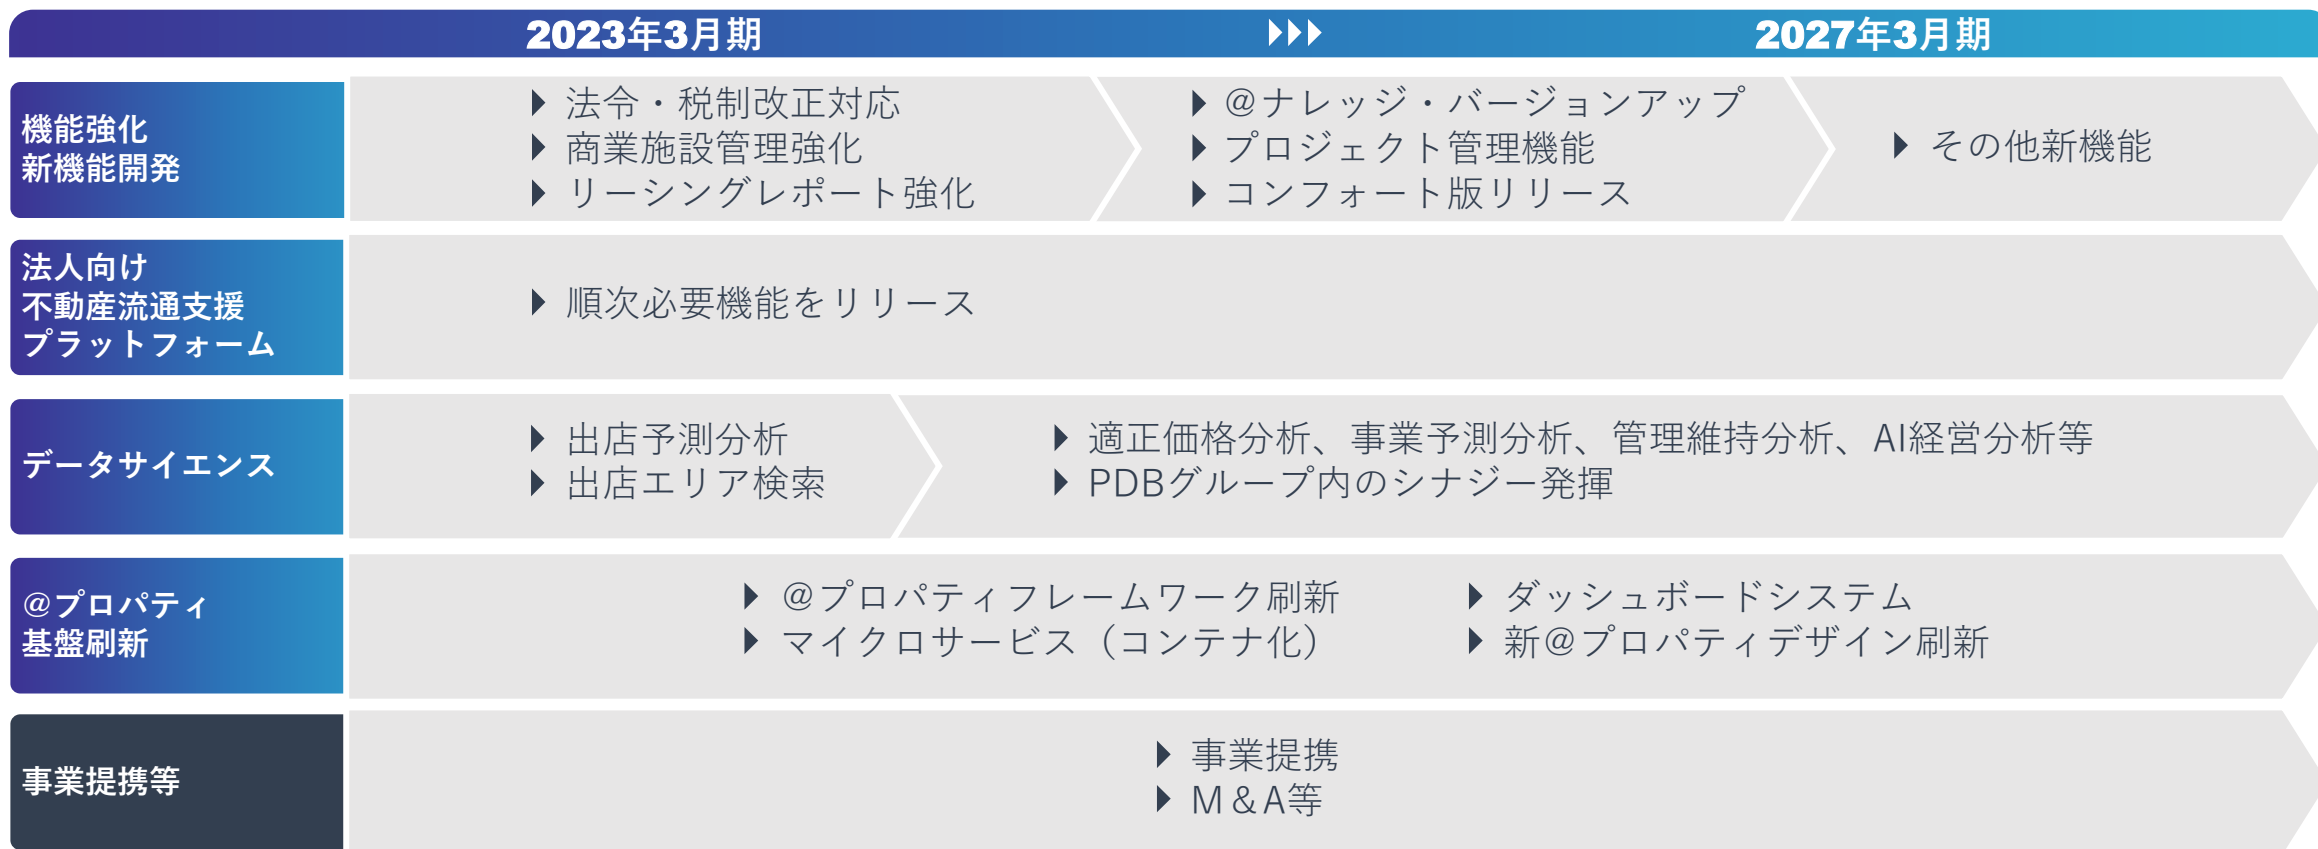 2023年3月期
2027年3月期
機能強化
新機能開発
法令・税制改正対応
商業施設管理強化
リーシングレポート強化
@ナレッジ・バージョンアップ
プロジェクト管理機能
コンフォート版リリース
その他新機能
法人向け
不動産流通支援
プラットフォーム
順次必要機能をリリース
データサイエンス
出店予測分析
出店エリア検索
適正価格分析、事業予測分析、管理維持分析、AI経営分析等
PDBグループ内のシナジー発揮
@プロパティ
基盤刷新
@プロパティフレームワーク刷新
マイクロサービス（コンテナ化）
ダッシュボードシステム
新@プロパティデザイン刷新
事業提携等
事業提携
M＆A等